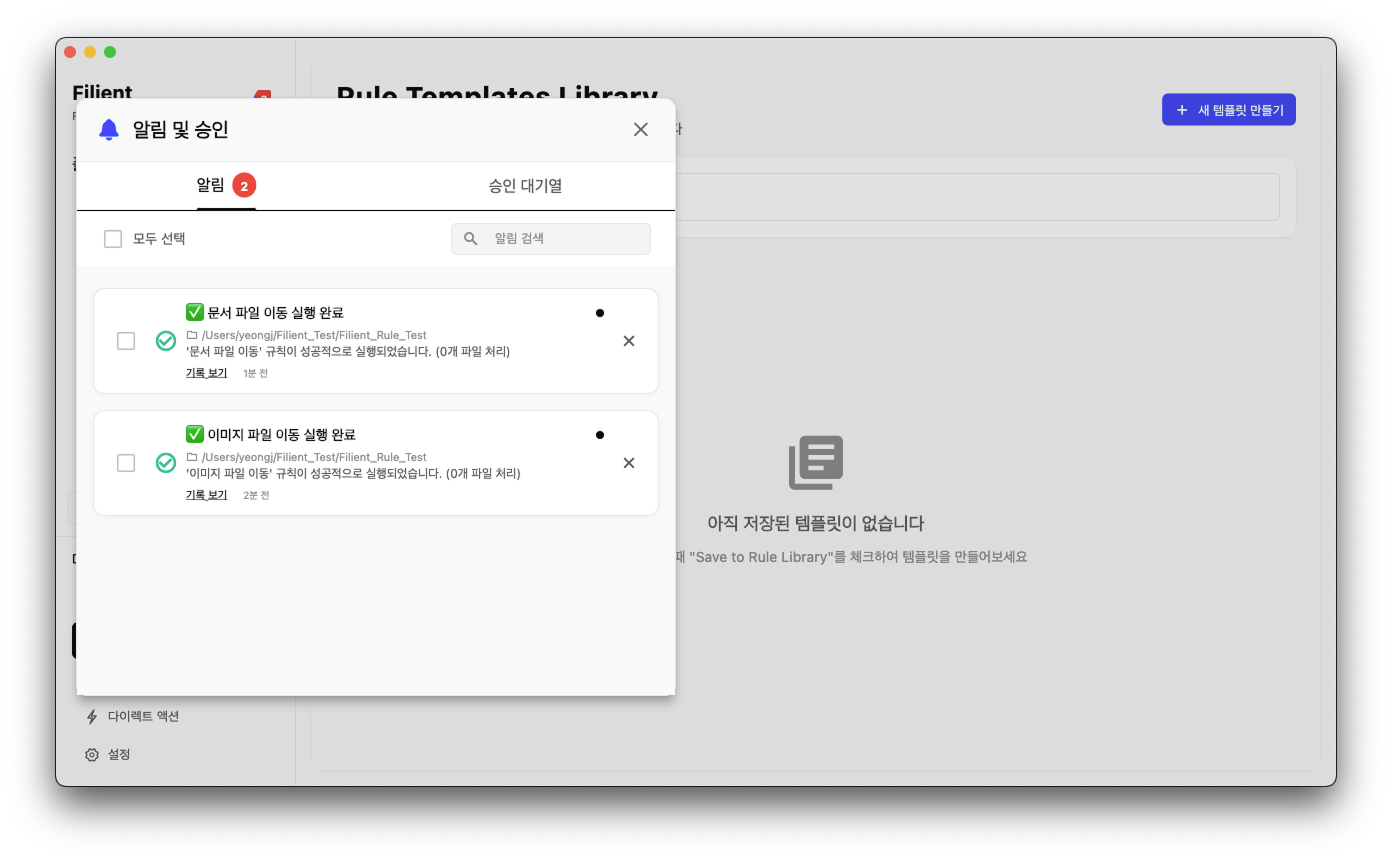 Filient
Rule Templates Library
+ 새 템플릿 만들기
알림 및 승인
알림 2
승인 대기열
모두 선택
알림 검색
✅ 문서 파일 이동 실행 완료
/Users/yeongj/Filient_Test/Filient_Rule_Test
'문서 파일 이동' 규칙이 성공적으로 실행되었습니다. (0개 파일 처리)
기록 보기 1분 전
✅ 이미지 파일 이동 실행 완료
/Users/yeongj/Filient_Test/Filient_Rule_Test
'이미지 파일 이동' 규칙이 성공적으로 실행되었습니다. (0개 파일 처리)
기록 보기 2분 전
아직 저장된 템플릿이 없습니다
때 "Save to Rule Library"를 체크하여 템플릿을 만들어보세요
다이렉트 액션
설정